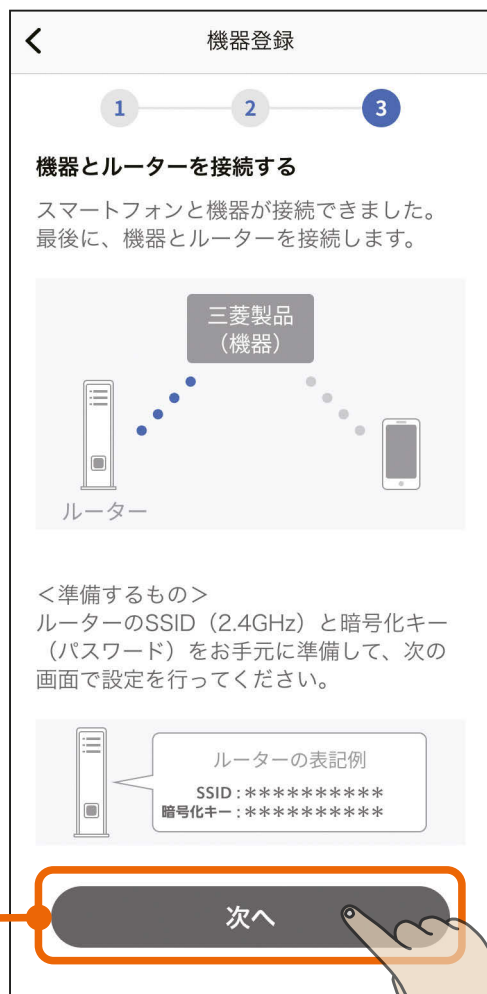 機器登録
1 2 3
機器とルーターを接続する
スマートフォンと機器が接続できました。
最後に、機器とルーターを接続します。
三菱製品
（機器）
ルーター
＜準備するもの＞
ルーターのSSID（2.4GHz）と暗号化キー
（パスワード）をお手元に準備して、次の
画面で設定を行ってください。
ルーターの表記例
SSID：**********
暗号化キー：**********
次へ